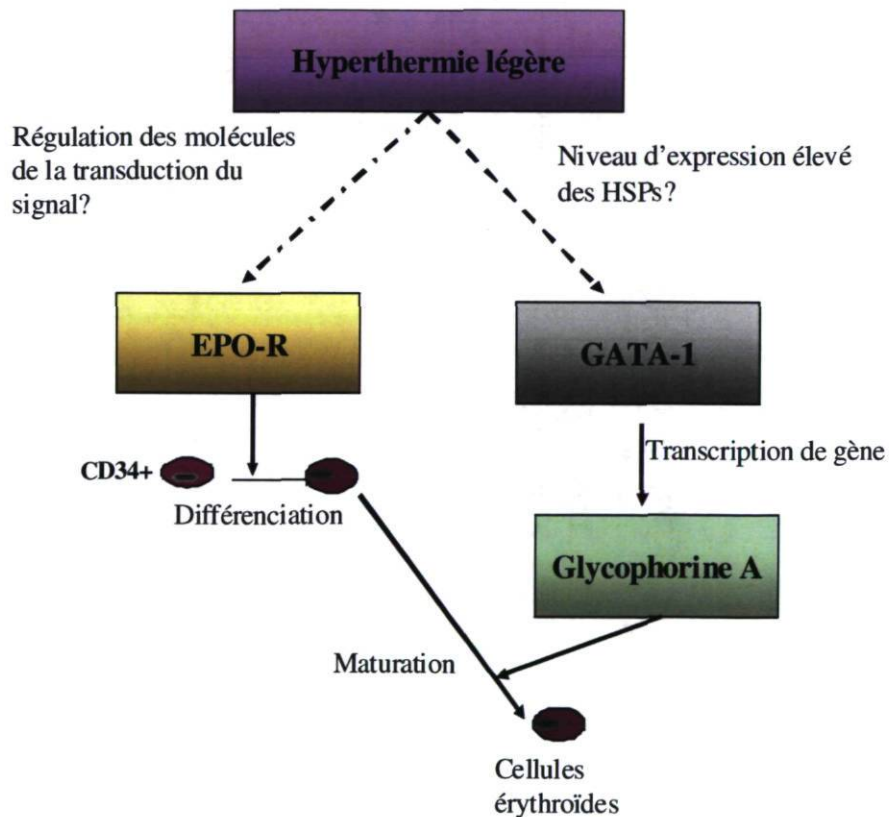 Hyperthermie légère
Régulation des molécules
de la transduction du
signal?
Niveau d'expression élevé
des HSPs?
EPO-R
GATA-1
Transcription de gène
CD34+
Différenciation
Glycophorine A
Maturation
Cellules
érythroïdes